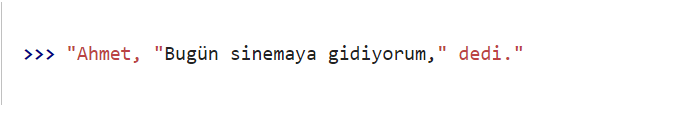 >>> "Ahmet, "Bugün sinemaya gidiyorum," dedi."